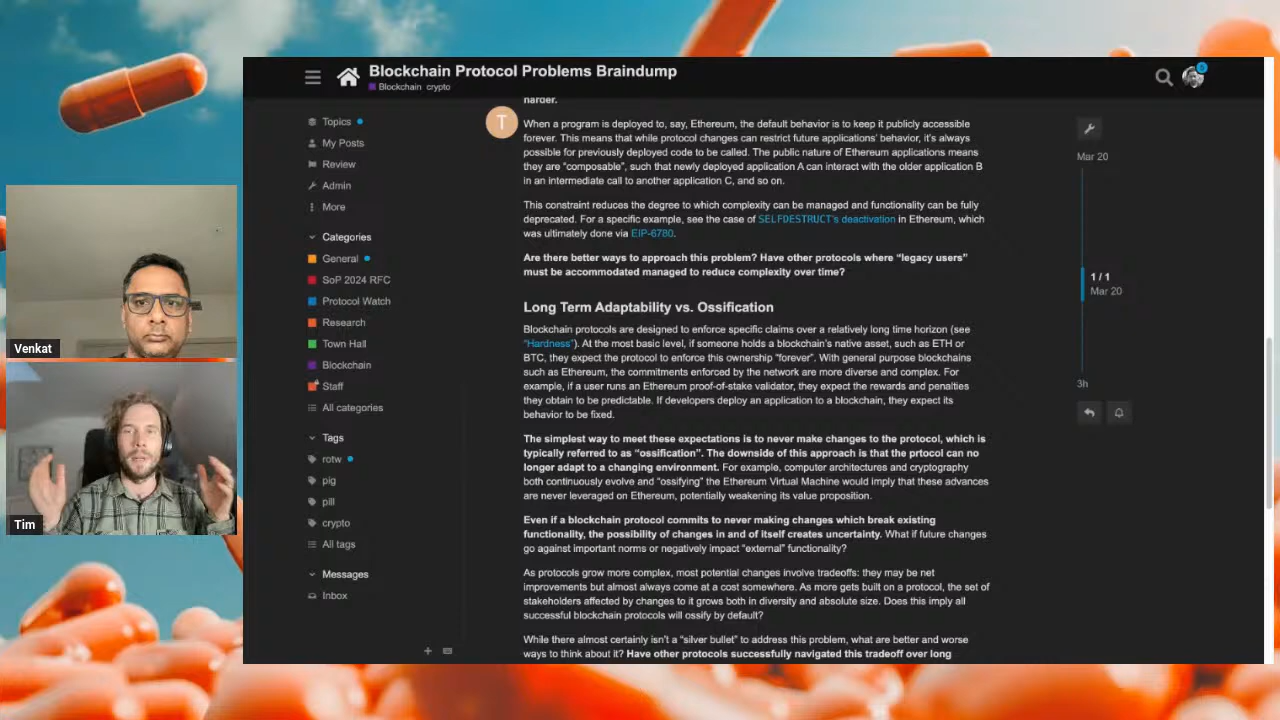 Blockchain Protocol Problems Braindump
Blockchain crypto
Topics
My Posts
Review
Admin
More
Categories
General
SoP 2024 RFC
Protocol Watch
Research
Town Hall
Blockchain
Staff
All categories
Tags
rotw
pig
pill
crypto
All tags
Messages
Inbox
T
harder.
When a program is deployed to, say, Ethereum, the default behavior is to keep it publicly accessible
forever. This means that while protocol changes can restrict future applications' behavior, it's always
possible for previously deployed code to be called. The public nature of Ethereum applications means
they are "composable", such that newly deployed application A can interact with the older application B
in an intermediate call to another application C, and so on.
This constraint reduces the degree to which complexity can be managed and functionality can be fully
deprecated. For a specific example, see the case of SELFDESTRUCT's deactivation in Ethereum, which
was ultimately done via EIP-6780.
Are there better ways to approach this problem? Have other protocols where "legacy users"
must be accommodated managed to reduce complexity over time?
Long Term Adaptability vs. Ossification
Blockchain protocols are designed to enforce specific claims over a relatively long time horizon (see
"Hardness"). At the most basic level, if someone holds a blockchain's native asset, such as ETH or
BTC, they expect the protocol to enforce this ownership "forever". With general purpose blockchains
such as Ethereum, the commitments enforced by the network are more diverse and complex. For
example, if a user runs an Ethereum proof-of-stake validator, they expect the rewards and penalties
they obtain to be predictable. If developers deploy an application to a blockchain, they expect its
behavior to be fixed.
The simplest way to meet these expectations is to never make changes to the protocol, which is
typically referred to as "ossification". The downside of this approach is that the prtocol can no
longer adapt to a changing environment. For example, computer architectures and cryptography
both continuously evolve and "ossifying" the Ethereum Virtual Machine would imply that these advances
are never leveraged on Ethereum, potentially weakening its value proposition.
Even if a blockchain protocol commits to never making changes which break existing
functionality, the possibility of changes in and of itself creates uncertainty. What if future changes
go against important norms or negatively impact "external" functionality?
As protocols grow more complex, most potential changes involve tradeoffs: they may be net
improvements but almost always come at a cost somewhere. As more gets built on a protocol, the set of
stakeholders affected by changes to it grows both in diversity and absolute size. Does this imply all
successful blockchain protocols will ossify by default?
While there almost certainly isn't a "silver bullet" to address this problem, what are better and worse
ways to think about it? Have other protocols successfully navigated this tradeoff over long
Mar 20
1 / 1
Mar 20
3h
Venkat
Tim